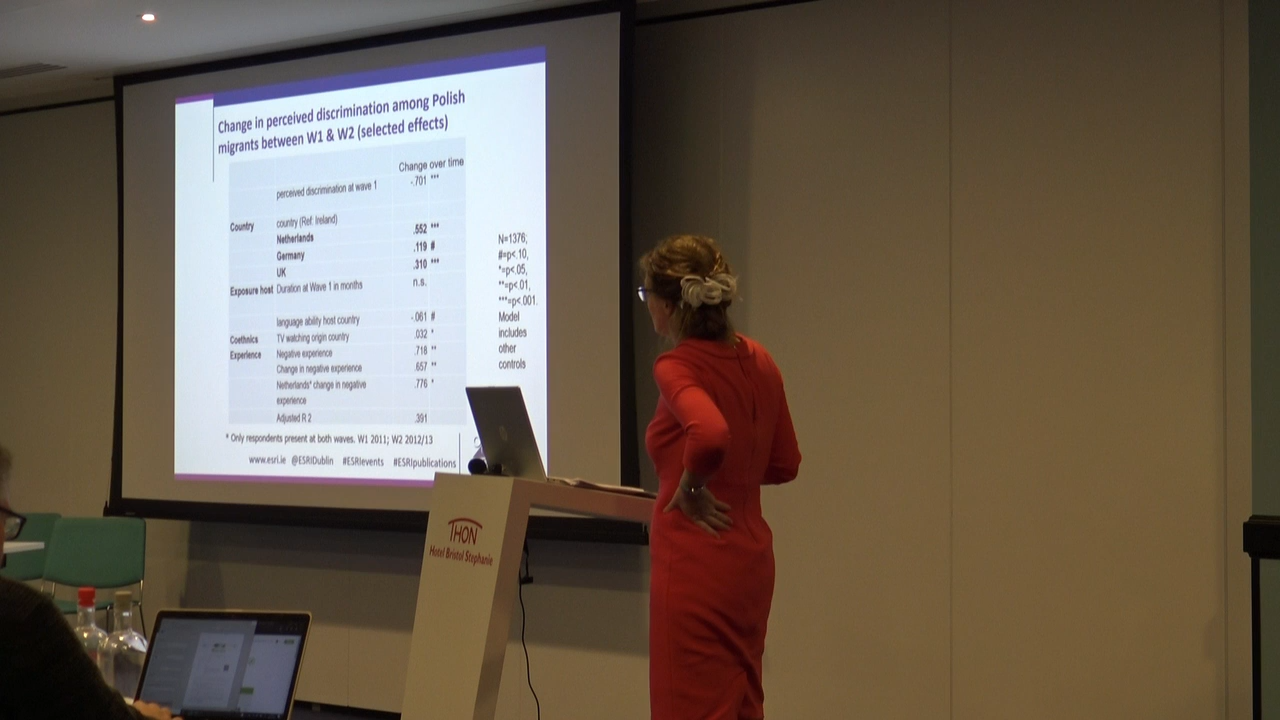 Change in perceived discrimination among Polish
migrants between W1 & W2 (selected effects)
Change over time
perceived discrimination at wave 1 -.701 ***
Country country (Ref: Ireland)
Netherlands .552 ***
Germany .119 #
UK .310 ***
Exposure host Duration at Wave 1 in months n.s.
language ability host country -.061 #
Coethnics TV watching origin country .032 *
Experience Negative experience .718 **
Change in negative experience .657 **
Netherlands* change in negative .776 *
experience
Adjusted R 2 .391
N=1376;
#=p<.10,
*=p<.05,
**=p<.01,
***=p<.001.
Model
includes
other
controls
* Only respondents present at both waves. W1 2011; W2 2012/13
www.esri.ie @ESRIDublin #ESRIevents #ESRIpublications
THON
Hotel Bristol Stephanie